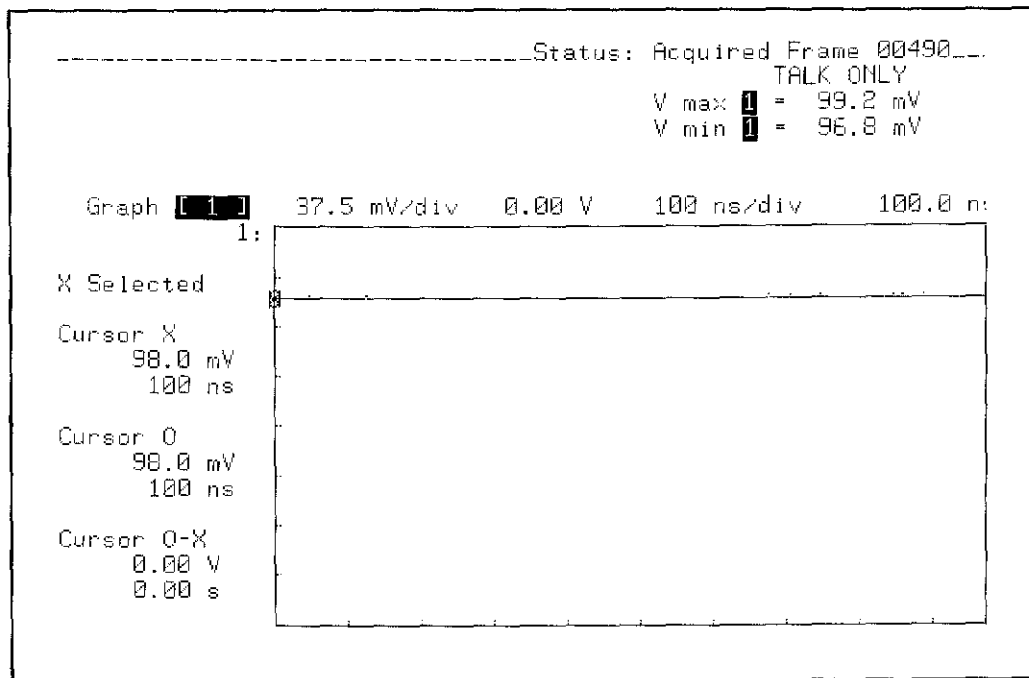 Status: Acquired Frame 00490
TALK ONLY
V max 1 = 99.2 mV
V min 1 = 96.8 mV
Graph [ 1 ] 37.5 mV/div 0.00 V 100 ns/div 100.0 n
1:
X Selected
Cursor X
98.0 mV
100 ns
Cursor O
98.0 mV
100 ns
Cursor O-X
0.00 V
0.00 s